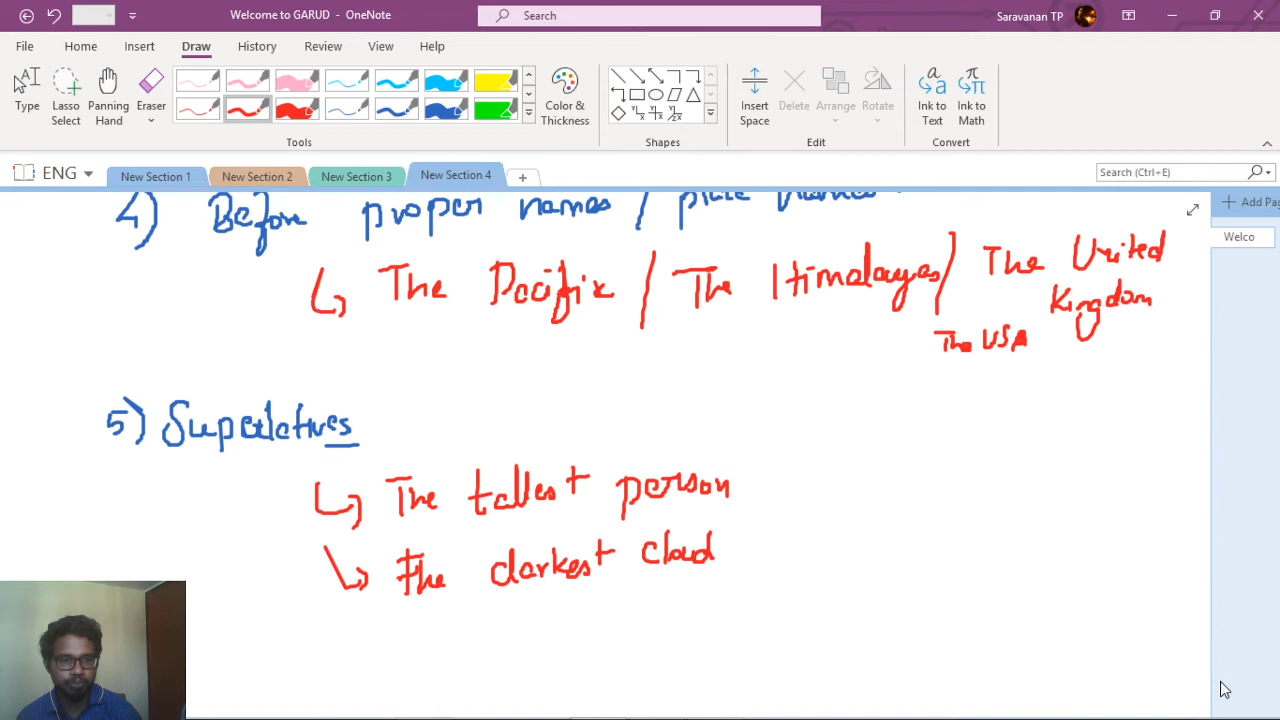 Welcome to GARUD - OneNote
Search
Saravanan TP
File Home Insert Draw History Review View Help
Type
Lasso Select
Panning Hand
Eraser
Color & Thickness
Insert Space
Delete
Arrange
Rotate
Ink to Text
Ink to Math
Tools
Shapes
Edit
Convert
ENG
New Section 1
New Section 2
New Section 3
New Section 4
Search (Ctrl+E)
Add Pag
Welco
4) Before proper names / place names
The Pacific / The Himalayas / The United Kingdom
The USA
5) Superlatives
The tallest person
The darkest cloud